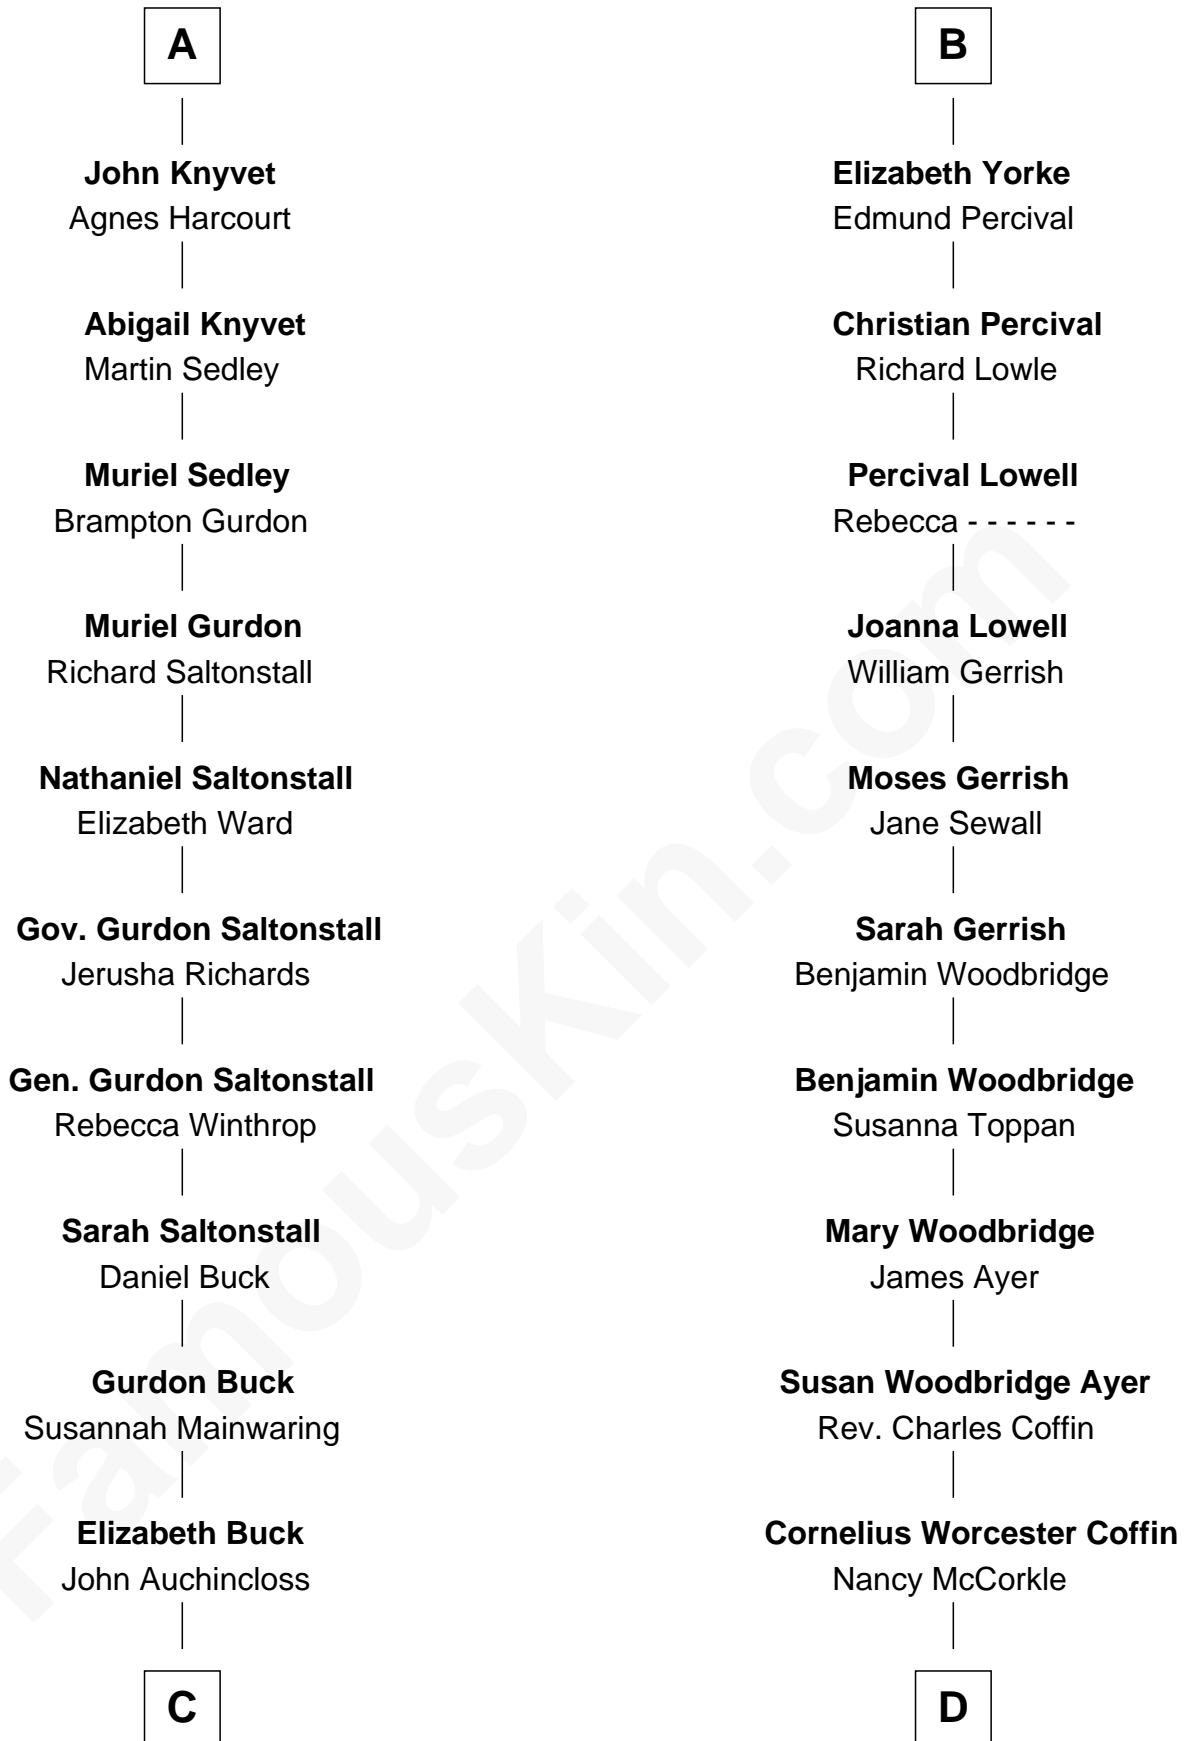 A
John Knyvet
Agnes Harcourt
Abigail Knyvet
Martin Sedley
Muriel Sedley
Brampton Gurdon
Muriel Gurdon
Richard Saltonstall
Nathaniel Saltonstall
Elizabeth Ward
Gov. Gurdon Saltonstall
Jerusha Richards
Gen. Gurdon Saltonstall
Rebecca Winthrop
Sarah Saltonstall
Daniel Buck
Gurdon Buck
Susannah Mainwaring
Elizabeth Buck
John Auchincloss
C
B
Elizabeth Yorke
Edmund Percival
Christian Percival
Richard Lowle
Percival Lowell
Rebecca - - - - - -
Joanna Lowell
William Gerrish
Moses Gerrish
Jane Sewall
Sarah Gerrish
Benjamin Woodbridge
Benjamin Woodbridge
Susanna Toppan
Mary Woodbridge
James Ayer
Susan Woodbridge Ayer
Rev. Charles Coffin
Cornelius Worcester Coffin
Nancy McCorkle
D
FamousKin.com